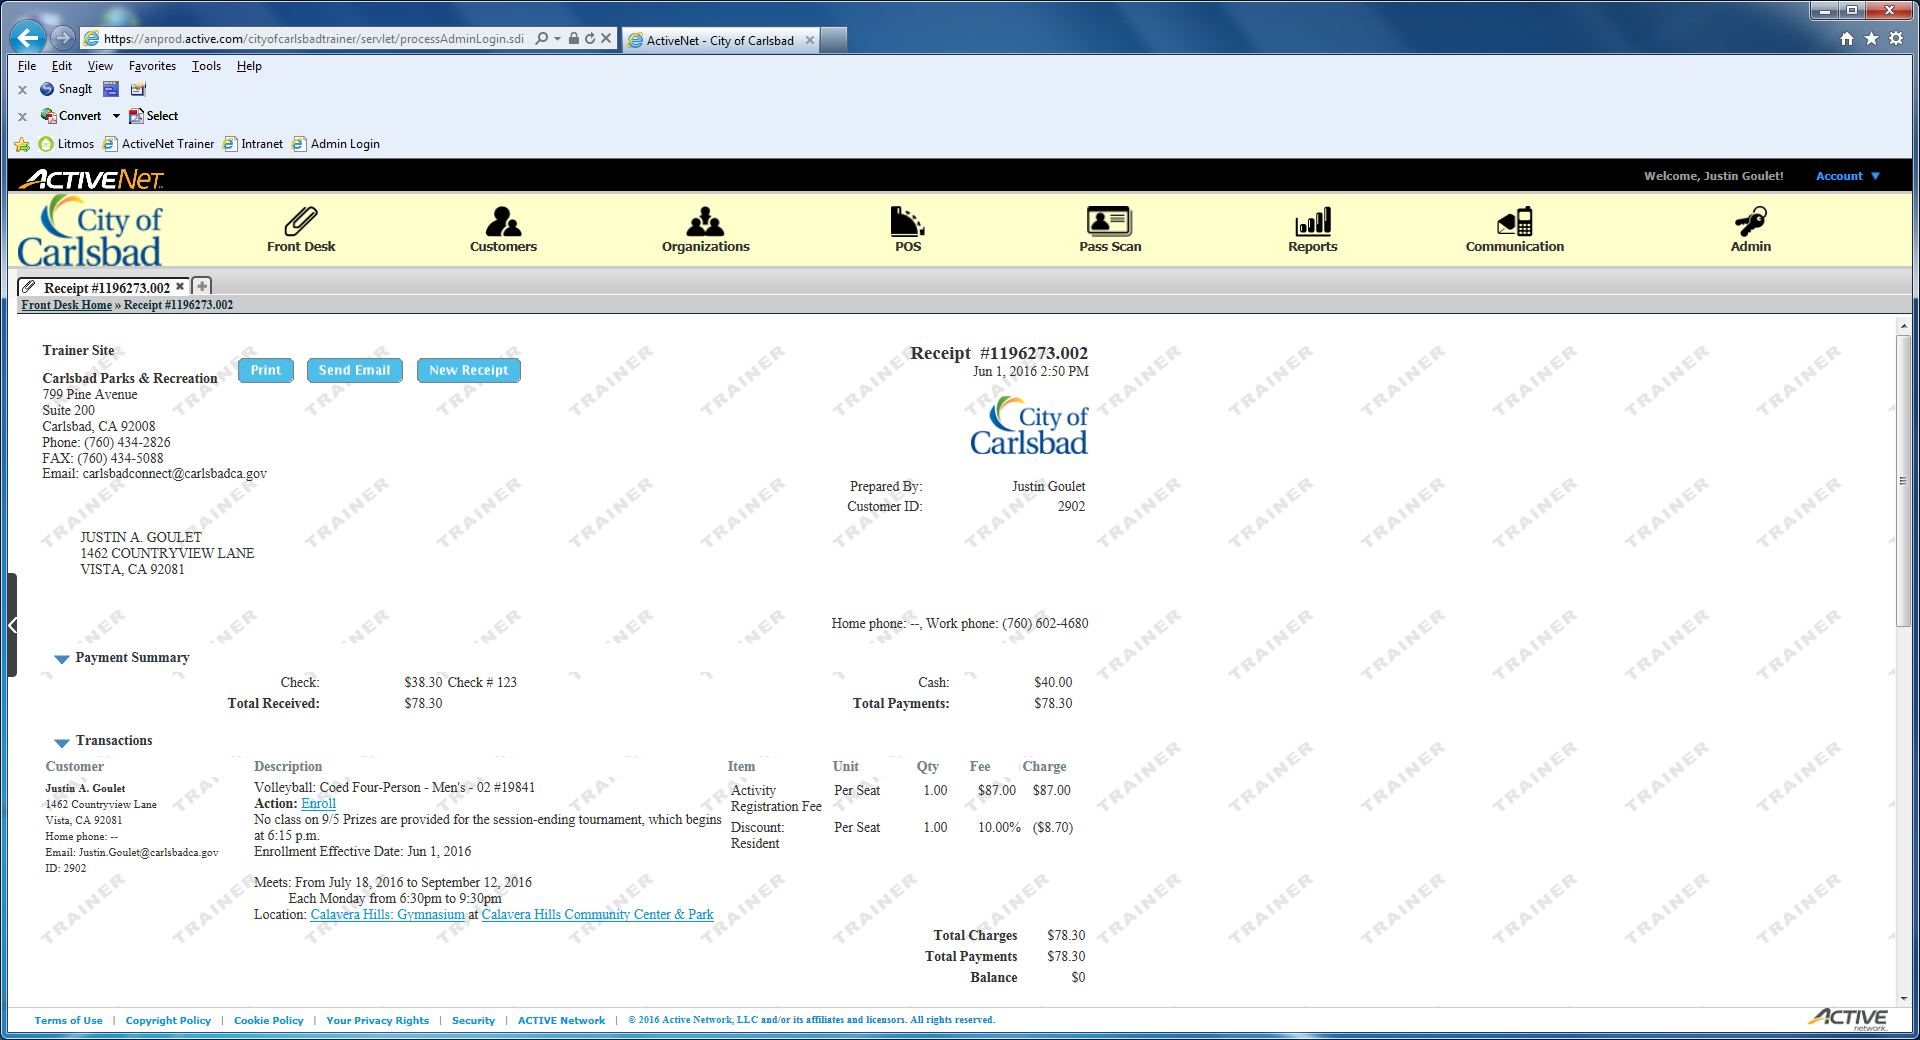 https://anprod.active.com/cityofcarlsbadtrainer/servlet/processAdminLogin.sdi
ActiveNet - City of Carlsbad
File Edit View Favorites Tools Help
x SnagIt
x Convert Select
Litmos ActiveNet Trainer Intranet Admin Login
ACTIVENET
Welcome, Justin Goulet! Account
City of Carlsbad
Front Desk Customers Organizations POS Pass Scan Reports Communication Admin
Receipt #1196273.002
Front Desk Home » Receipt #1196273.002
Trainer Site
Print Send Email New Receipt
Receipt #1196273.002
Jun 1, 2016 2:50 PM
Carlsbad Parks & Recreation
799 Pine Avenue
Suite 200
Carlsbad, CA 92008
Phone: (760) 434-2826
FAX: (760) 434-5088
Email: carlsbadconnect@carlsbadca.gov
City of
Carlsbad
Prepared By: Justin Goulet
Customer ID: 2902
JUSTIN A. GOULET
1462 COUNTRYVIEW LANE
VISTA, CA 92081
Home phone: --, Work phone: (760) 602-4680
TRAINER
Payment Summary
Check: $38.30 Check # 123 Cash: $40.00
Total Received: $78.30 Total Payments: $78.30
Transactions
Customer Description Item Unit Qty Fee Charge
Justin A. Goulet
1462 Countryview Lane
Vista, CA 92081
Home phone: --
Email: Justin.Goulet@carlsbadca.gov
ID: 2902
Volleyball: Coed Four-Person - Men's - 02 #19841
Action: Enroll
No class on 9/5 Prizes are provided for the session-ending tournament, which begins
at 6:15 p.m.
Enrollment Effective Date: Jun 1, 2016
Meets: From July 18, 2016 to September 12, 2016
Each Monday from 6:30pm to 9:30pm
Location: Calavera Hills: Gymnasium at Calavera Hills Community Center & Park
Activity Registration Fee Per Seat 1.00 $87.00 $87.00
Discount: Resident Per Seat 1.00 10.00% ($8.70)
Total Charges $78.30
Total Payments $78.30
Balance $0
Terms of Use | Copyright Policy | Cookie Policy | Your Privacy Rights | Security | ACTIVE Network | © 2016 Active Network, LLC and/or its affiliates and licensors. All rights reserved.
ACTIVE
network